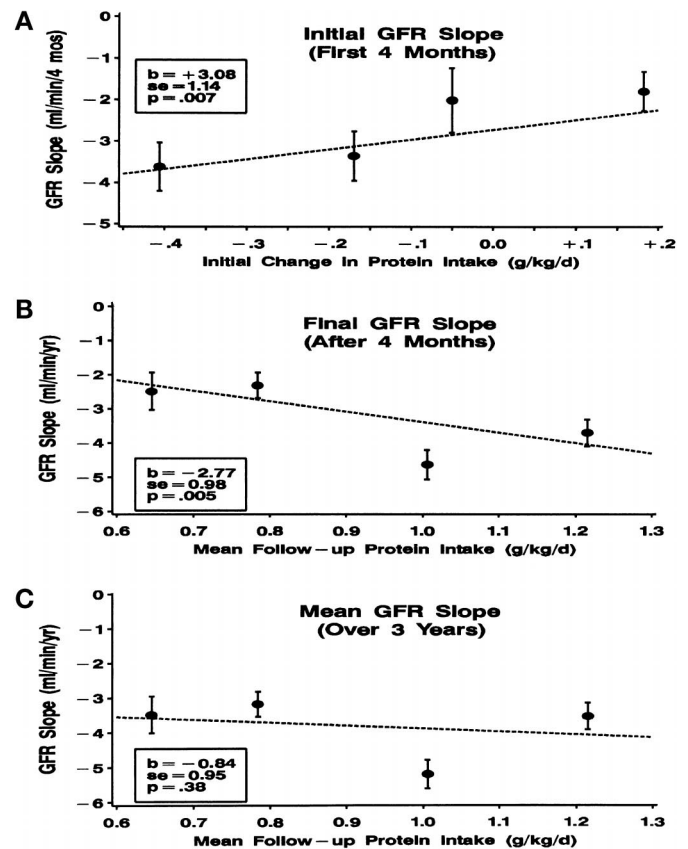 A
Initial GFR Slope
(First 4 Months)
b = +3.08
se = 1.14
p = .007
GFR Slope (ml/min/4 mos)
0
−1
−2
−3
−4
−5
−.4 −.3 −.2 −.1 0.0 +.1 +.2
Initial Change in Protein Intake (g/kg/d)
B
Final GFR Slope
(After 4 Months)
GFR Slope (ml/min/yr)
0
−1
−2
−3
−4
−5
−6
b = −2.77
se = 0.98
p = .005
0.6 0.7 0.8 0.9 1.0 1.1 1.2 1.3
Mean Follow−up Protein Intake (g/kg/d)
C
Mean GFR Slope
(Over 3 Years)
GFR Slope (ml/min/yr)
0
−1
−2
−3
−4
−5
−6
b = −0.84
se = 0.95
p = .38
0.6 0.7 0.8 0.9 1.0 1.1 1.2 1.3
Mean Follow−up Protein Intake (g/kg/d)